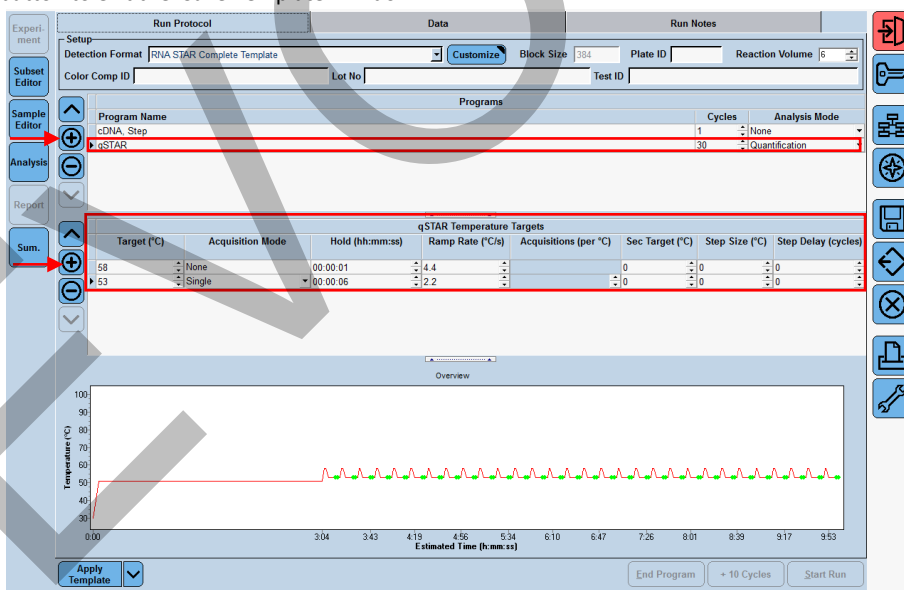 Run Protocol
Data
Run Notes
Experi-
ment
Subset
Editor
Sample
Editor
Analysis
Report
Sum.
Setup
Detection Format RNA STAR Complete Template Customize Block Size 384 Plate ID Reaction Volume 6
Color Comp ID Lot No Test ID
Programs
Program Name Cycles Analysis Mode
cDNA, Step 1 None
qSTAR 30 Quantification
qSTAR Temperature Targets
Target (°C) Acquisition Mode Hold (hh:mm:ss) Ramp Rate (°C/s) Acquisitions (per °C) Sec Target (°C) Step Size (°C) Step Delay (cycles)
58 None 00:00:01 4.4 0 0 0
53 Single 00:00:06 2.2 0 0 0
Overview
Temperature (°C)
100
90
80
70
60
50
40
30
0:00 3:04 3:43 4:19 4:56 5:34 6:10 6:47 7:26 8:01 8:39 9:17 9:53
Estimated Time (h:mm:ss)
Apply
Template
End Program + 10 Cycles Start Run